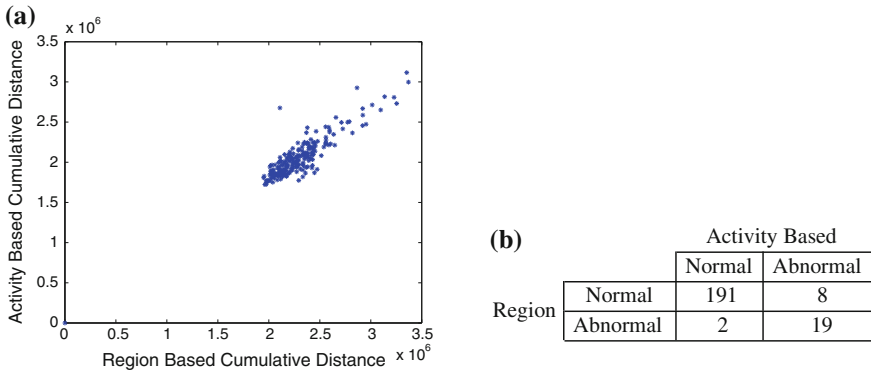 (a)
x 10^6
3.5
3
2.5
2
1.5
1
0.5
0
Activity Based Cumulative Distance
0 0.5 1 1.5 2 2.5 3 3.5
Region Based Cumulative Distance x 10^6
(b)
Activity Based
Normal Abnormal
Region Normal 191 8
Abnormal 2 19